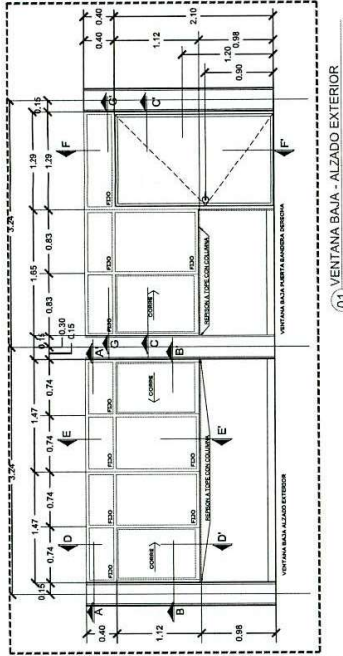 3,24 3,24
0.15 1,47 1,47 0.15 0.30 0.15 1,65 1,29 0.15
0,74 0,74 0,74 0,74 0,83 0,83 1,29
D E F
A A' G G'
0.40 0.40 0.40
FIJO FIJO FIJO FIJO FIJO FIJO
B B' C C'
1,12 1,12 2,10
CORRE FIJO FIJO CORRE CORRE FIJO
D' E' F'
REPISON A TOPE CON COLUMNA REPISON A TOPE CON COLUMNA
0.98 0.98 1,20 0.90
VENTANA BAJA ALZADO EXTERIOR VENTANA BAJA PUERTA BANDERA DERECHA
01 VENTANA BAJA - ALZADO EXTERIOR